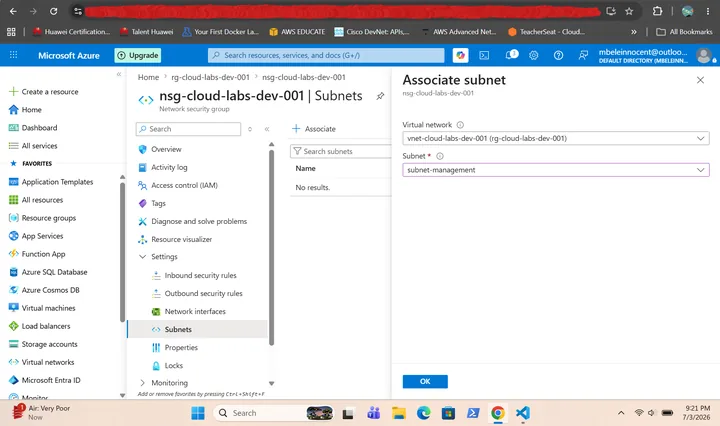 Huawei Certification...
Talent Huawei
Your First Docker La...
AWS EDUCATE
Cisco DevNet: APIs,...
AWS Advanced Net...
TeacherSeat - Cloud...
All Bookmarks
Microsoft Azure
Upgrade
Search resources, services, and docs (G+/)
1
mbeleinnocent@outloo...
DEFAULT DIRECTORY (MBELEIN...
Create a resource
Home
Dashboard
All services
FAVORITES
Application Templates
All resources
Resource groups
App Services
Function App
Azure SQL Database
Azure Cosmos DB
Virtual machines
Load balancers
Storage accounts
Virtual networks
Microsoft Entra ID
Monitor
Home > rg-cloud-labs-dev-001 > nsg-cloud-labs-dev-001
nsg-cloud-labs-dev-001 | Subnets
Network security group
Search
Overview
Activity log
Access control (IAM)
Tags
Diagnose and solve problems
Resource visualizer
Settings
Inbound security rules
Outbound security rules
Network interfaces
Subnets
Properties
Locks
Monitoring
Add or remove favorites by pressing Ctrl+Shift+F
+ Associate
Search subnets
Name
No results.
Associate subnet
nsg-cloud-labs-dev-001
Virtual network
vnet-cloud-labs-dev-001 (rg-cloud-labs-dev-001)
Subnet *
subnet-management
OK
1
Air: Very Poor
Now
Search
9:21 PM
7/3/2026